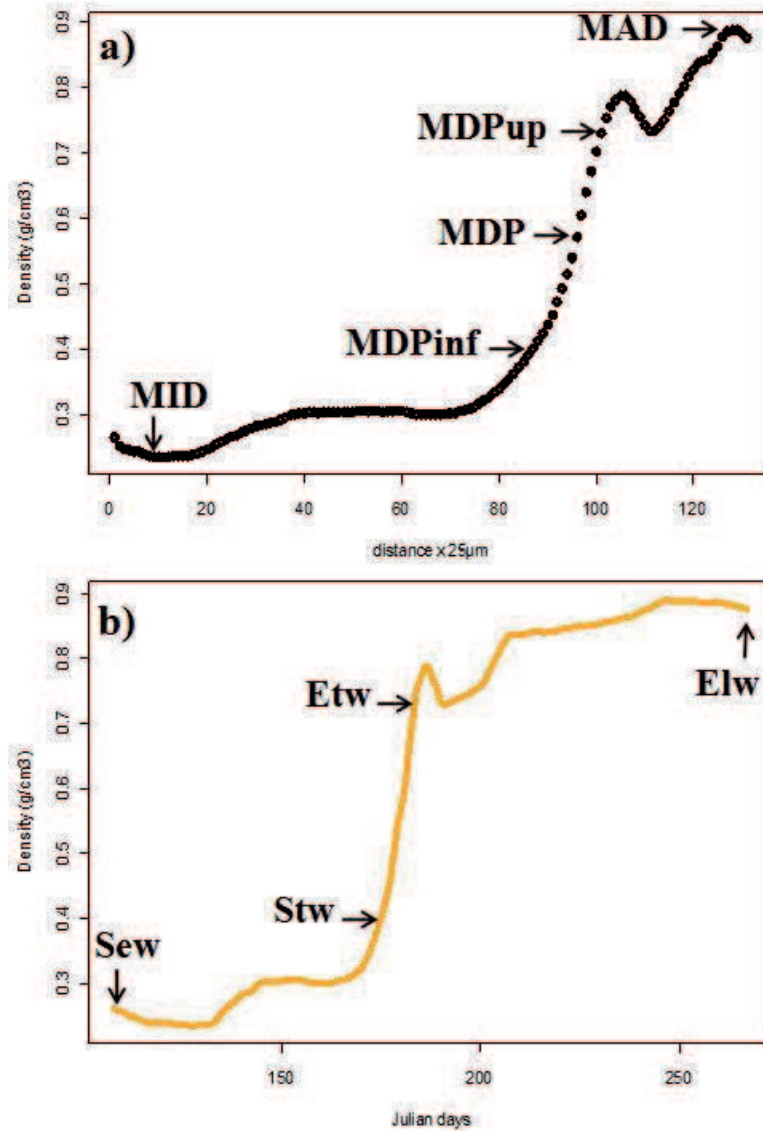 a)
MAD
MDPup
MDP
MDPinf
MID
Density (g/cm3)
0.9
0.8
0.7
0.6
0.5
0.4
0.3
0 20 40 60 80 100 120
distance x 25µm
b)
Etw
Elw
Stw
Sew
Density (g/cm3)
0.9
0.8
0.7
0.6
0.5
0.4
0.3
150 200 250
Julian days